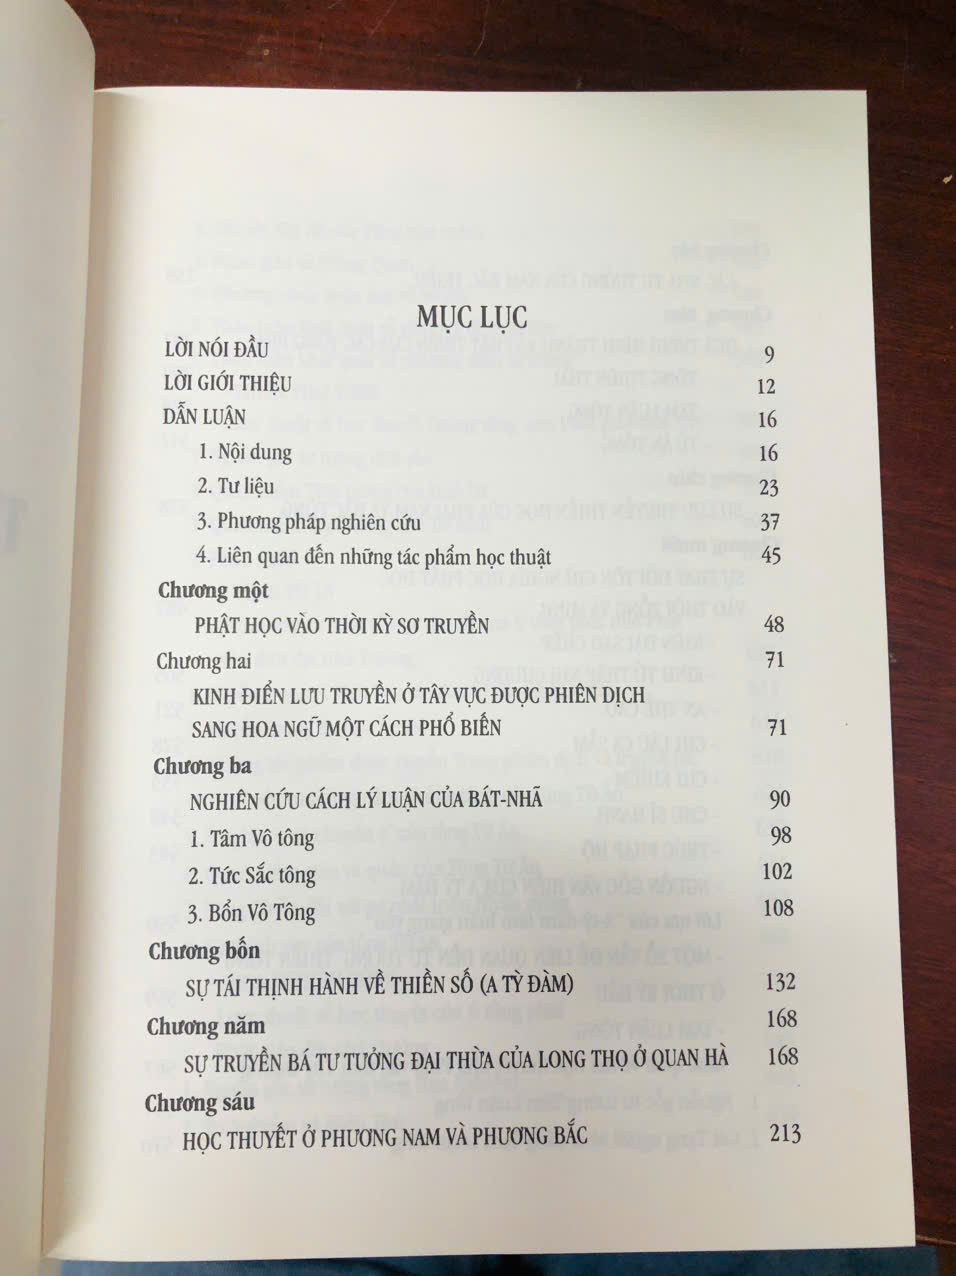 MỤC LỤC
LỜI NÓI ĐẦU 9
LỜI GIỚI THIỆU 12
DẪN LUẬN 16
1. Nội dung 16
2. Tư liệu 23
3. Phương pháp nghiên cứu 37
4. Liên quan đến những tác phẩm học thuật 45
Chương một
PHẬT HỌC VÀO THỜI KỲ SƠ TRUYỀN 48
Chương hai 71
KINH ĐIỂN LƯU TRUYỀN Ở TÂY VỰC ĐƯỢC PHIÊN DỊCH
SANG HOA NGỮ MỘT CÁCH PHỔ BIẾN 71
Chương ba
NGHIÊN CỨU CÁCH LÝ LUẬN CỦA BÁT-NHÃ 90
1. Tâm Vô tông 98
2. Tức Sắc tông 102
3. Bổn Vô Tông 108
Chương bốn
SỰ TÁI THỊNH HÀNH VỀ THIỀN SỐ (A TỲ ĐÀM) 132
Chương năm 168
SỰ TRUYỀN BÁ TƯ TƯỞNG ĐẠI THỪA CỦA LONG THỌ Ở QUAN HÀ 168
Chương sáu
HỌC THUYẾT Ở PHƯƠNG NAM VÀ PHƯƠNG BẮC 213